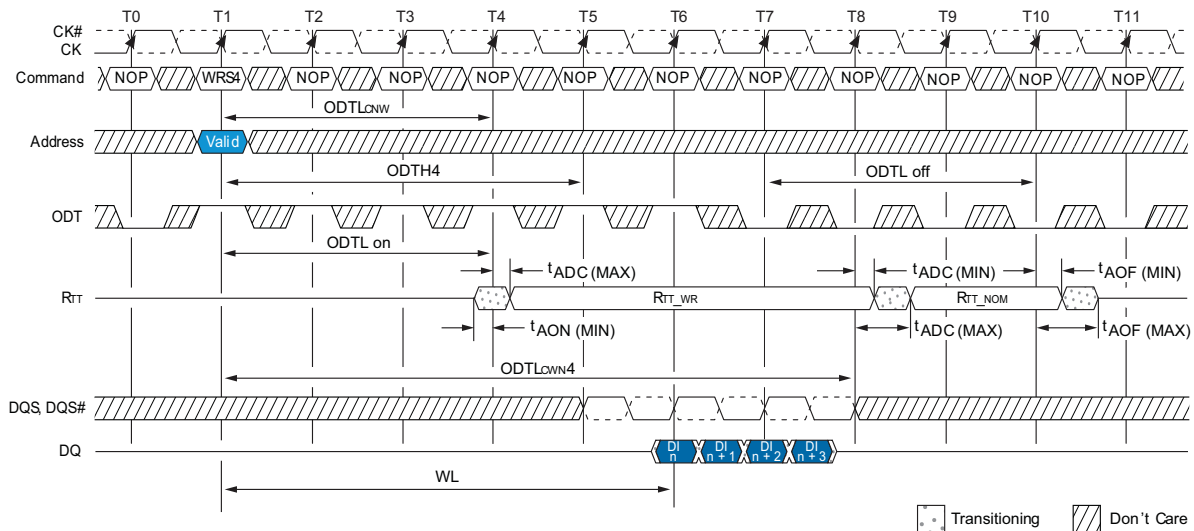 T0 T1 T2 T3 T4 T5 T6 T7 T8 T9 T10 T11
CK#
CK
Command NOP WRS4 NOP NOP NOP NOP NOP NOP NOP NOP NOP NOP
ODTLCNW
Address Valid
ODTH4 ODTL off
ODT
ODTL on
tADC (MAX) tADC (MIN) tAOF (MIN)
RTT RTT_WR RTT_NOM
tAON (MIN) tADC (MAX) tAOF (MAX)
ODTLCWN4
DQS, DQS#
DQ DI n DI n + 1 DI n + 2 DI n + 3
WL
Transitioning Don't Care